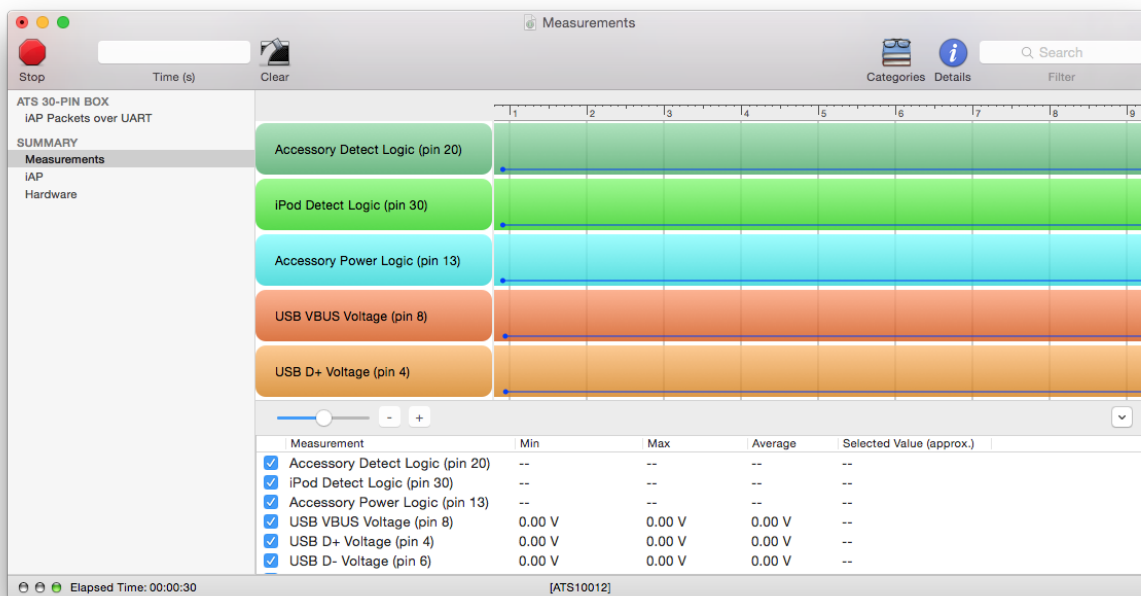 Measurements
Stop
Time (s)
Clear
Categories
Details
Search
Filter
ATS 30-PIN BOX
iAP Packets over UART
SUMMARY
Measurements
iAP
Hardware
1 2 3 4 5 6 7 8 9
Accessory Detect Logic (pin 20)
iPod Detect Logic (pin 30)
Accessory Power Logic (pin 13)
USB VBUS Voltage (pin 8)
USB D+ Voltage (pin 4)
- +
Measurement Min Max Average Selected Value (approx.)
Accessory Detect Logic (pin 20) -- -- -- --
iPod Detect Logic (pin 30) -- -- -- --
Accessory Power Logic (pin 13) -- -- -- --
USB VBUS Voltage (pin 8) 0.00 V 0.00 V 0.00 V --
USB D+ Voltage (pin 4) 0.00 V 0.00 V 0.00 V --
USB D- Voltage (pin 6) 0.00 V 0.00 V 0.00 V --
Elapsed Time: 00:00:30 [ATS10012]